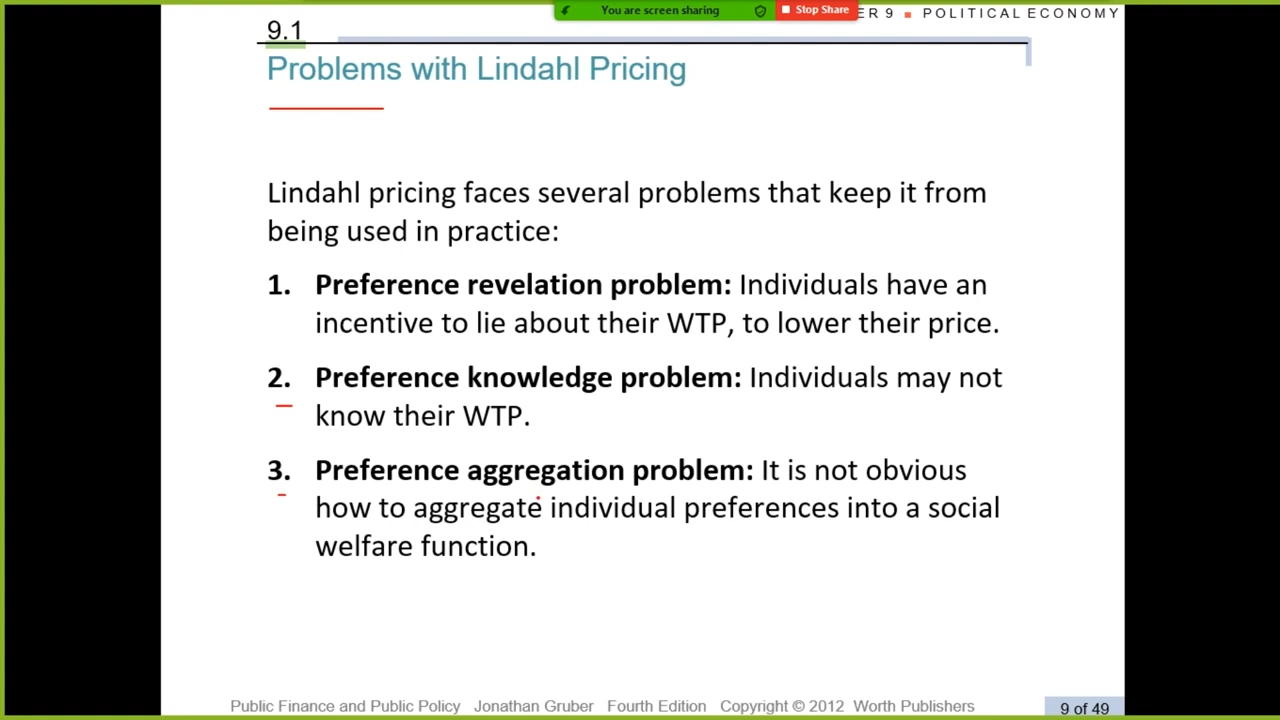 You are screen sharing
Stop Share
ER 9 ■ POLITICAL ECONOMY
9.1
Problems with Lindahl Pricing
Lindahl pricing faces several problems that keep it from
being used in practice:
1. Preference revelation problem: Individuals have an
incentive to lie about their WTP, to lower their price.
2. Preference knowledge problem: Individuals may not
know their WTP.
3. Preference aggregation problem: It is not obvious
how to aggregate individual preferences into a social
welfare function.
Public Finance and Public Policy Jonathan Gruber Fourth Edition Copyright © 2012 Worth Publishers
9 of 49